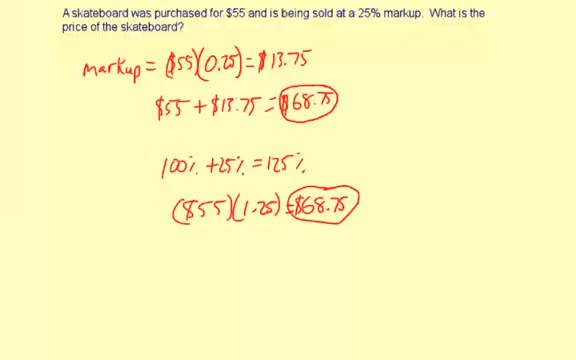 A skateboard was purchased for $55 and is being sold at a 25% markup. What is the
price of the skateboard?
markup = ($55)(0.25) = $13.75
$55 + $13.75 = $68.75
100% + 25% = 125%
($55)(1.25) = $68.75